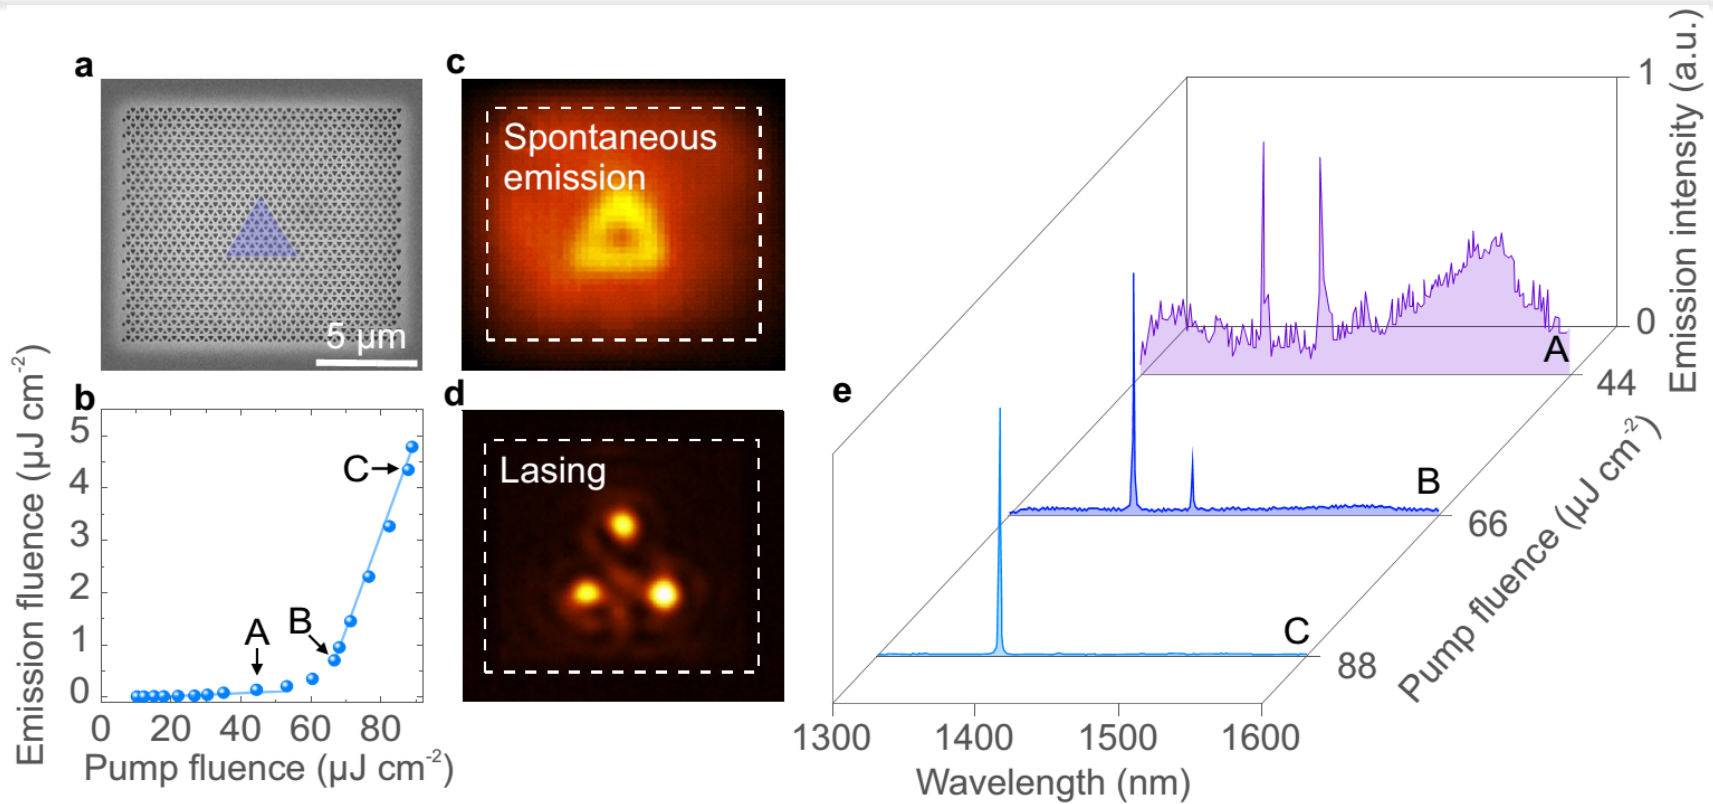 a
5 µm
b
Emission fluence (µJ cm-2)
5
4
3
2
1
0
A
B
C
0 20 40 60 80
Pump fluence (µJ cm-2)
c
Spontaneous
emission
d
Lasing
e
1
0
Emission intensity (a.u.)
A
44
B
66
C
88
Pump fluence (µJ cm-2)
1300 1400 1500 1600
Wavelength (nm)